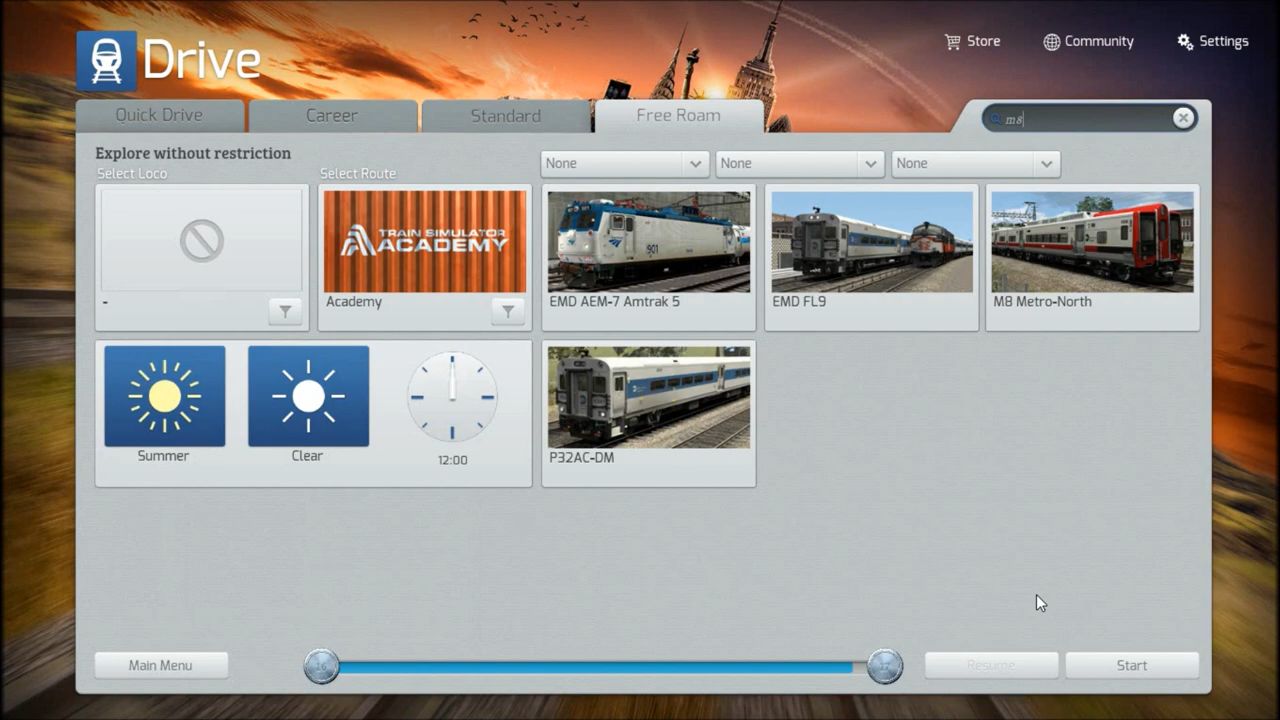 Drive
Store
Community
Settings
Quick Drive
Career
Standard
Free Roam
m8
Explore without restriction
Select Loco
Select Route
None
None
None
TRAIN SIMULATOR
ACADEMY
901
-
Academy
EMD AEM-7 Amtrak 5
EMD FL9
M8 Metro-North
Summer
Clear
12:00
P32AC-DM
Main Menu
Resume
Start